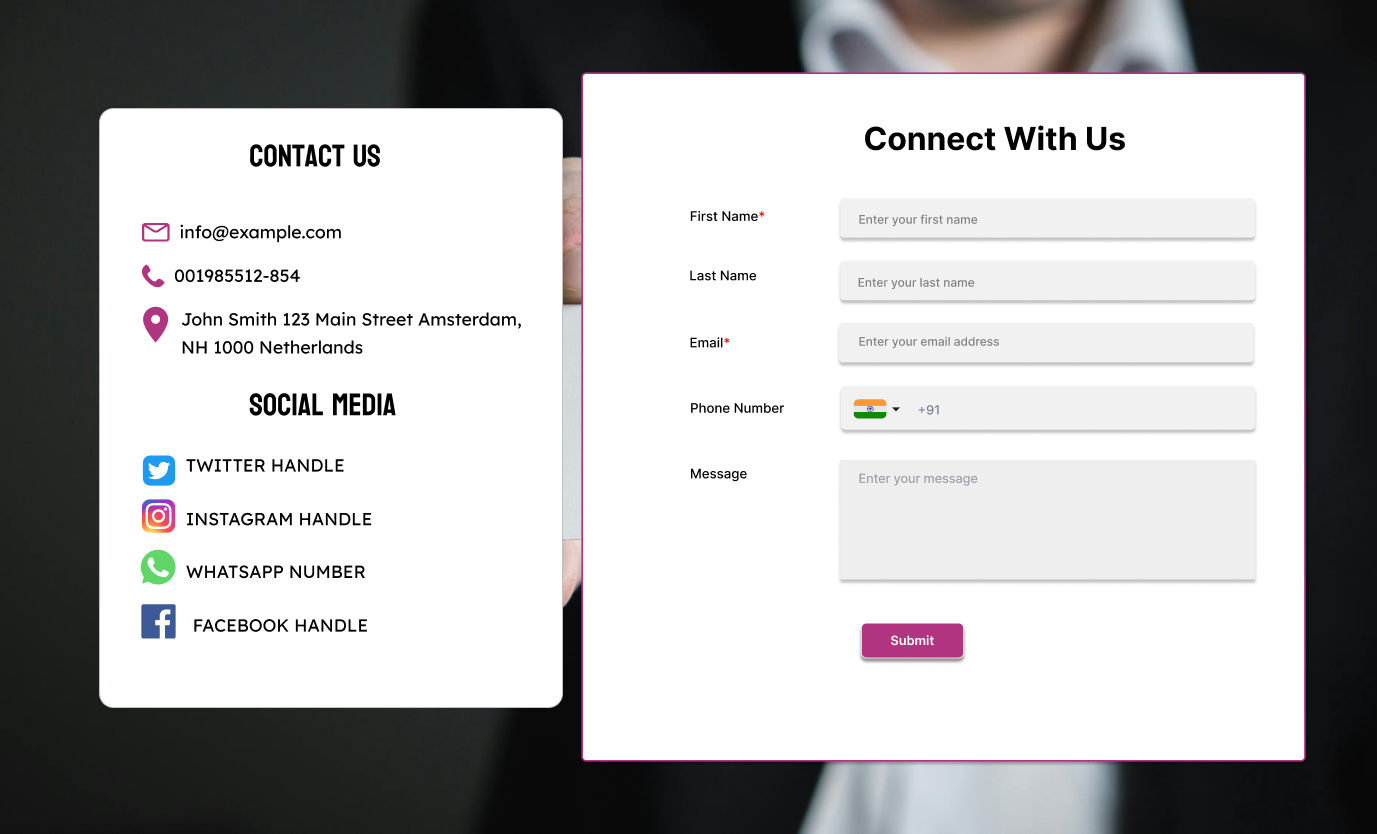 CONTACT US
info@example.com
001985512-854
John Smith 123 Main Street Amsterdam,
NH 1000 Netherlands
SOCIAL MEDIA
TWITTER HANDLE
INSTAGRAM HANDLE
WHATSAPP NUMBER
FACEBOOK HANDLE
Connect With Us
First Name*
Enter your first name
Last Name
Enter your last name
Email*
Enter your email address
Phone Number
+91
Message
Enter your message
Submit